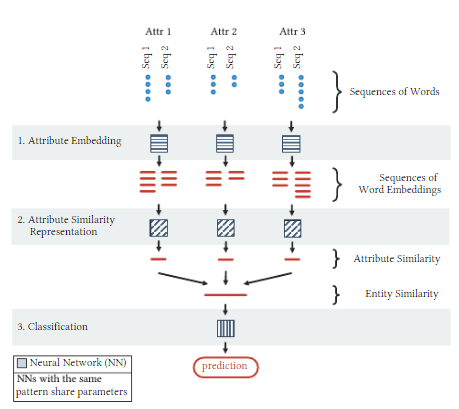 Attr 1 Attr 2 Attr 3
Seq 1 Seq 2 Seq 1 Seq 2 Seq 1 Seq 2
Sequences of Words
1. Attribute Embedding
Sequences of
Word Embeddings
2. Attribute Similarity
Representation
Attribute Similarity
Entity Similarity
3. Classification
prediction
Neural Network (NN)
NNs with the same
pattern share parameters